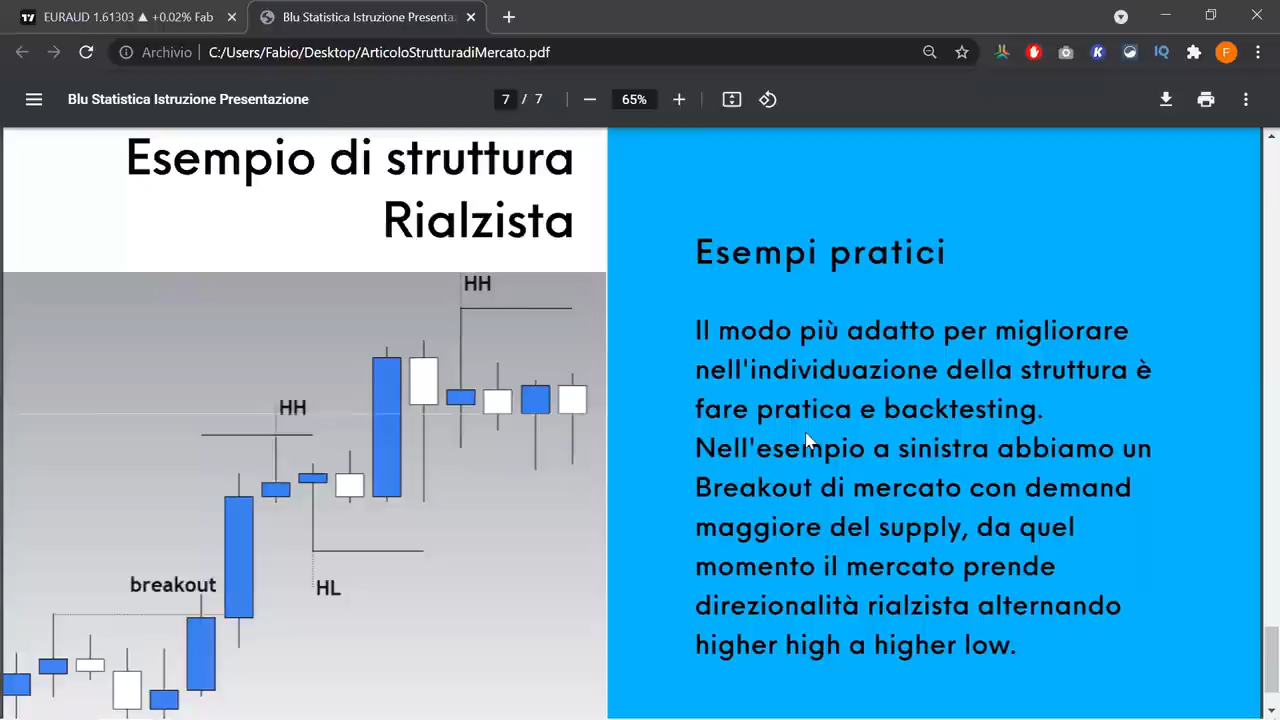 EURAUD 1.61303 ▲ +0.02% Fab
Blu Statistica Istruzione Presenta
Archivio
C:/Users/Fabio/Desktop/ArticoloStrutturadiMercato.pdf
IQ
F
Blu Statistica Istruzione Presentazione
7 / 7
65%
Esempio di struttura
Rialzista
HH
HH
breakout
HL
Esempi pratici
Il modo più adatto per migliorare
nell'individuazione della struttura è
fare pratica e backtesting.
Nell'esempio a sinistra abbiamo un
Breakout di mercato con demand
maggiore del supply, da quel
momento il mercato prende
direzionalità rialzista alternando
higher high a higher low.